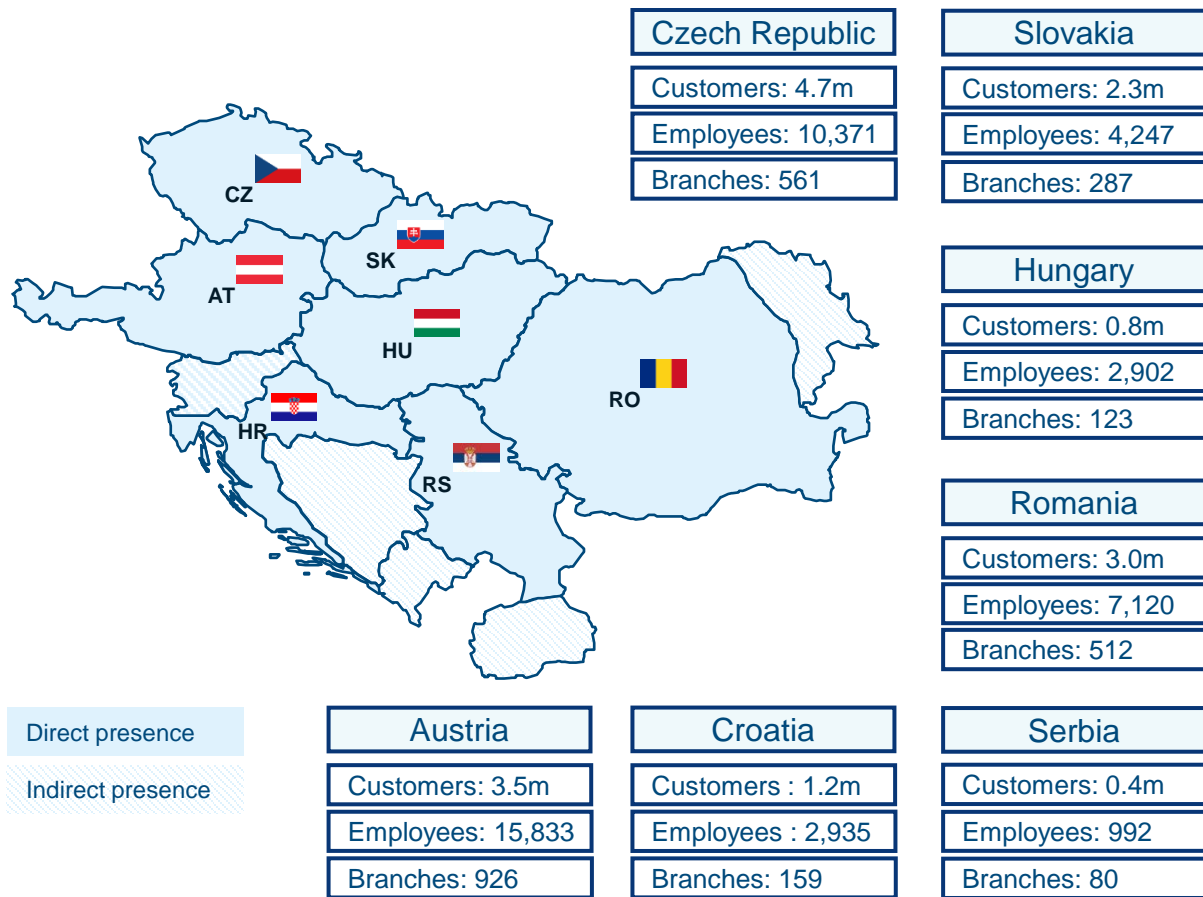 Czech Republic
Customers: 4.7m
Employees: 10,371
Branches: 561
Slovakia
Customers: 2.3m
Employees: 4,247
Branches: 287
CZ
SK
AT
HU
RO
HR
RS
Hungary
Customers: 0.8m
Employees: 2,902
Branches: 123
Romania
Customers: 3.0m
Employees: 7,120
Branches: 512
Direct presence
Indirect presence
Austria
Customers: 3.5m
Employees: 15,833
Branches: 926
Croatia
Customers : 1.2m
Employees : 2,935
Branches: 159
Serbia
Customers: 0.4m
Employees: 992
Branches: 80